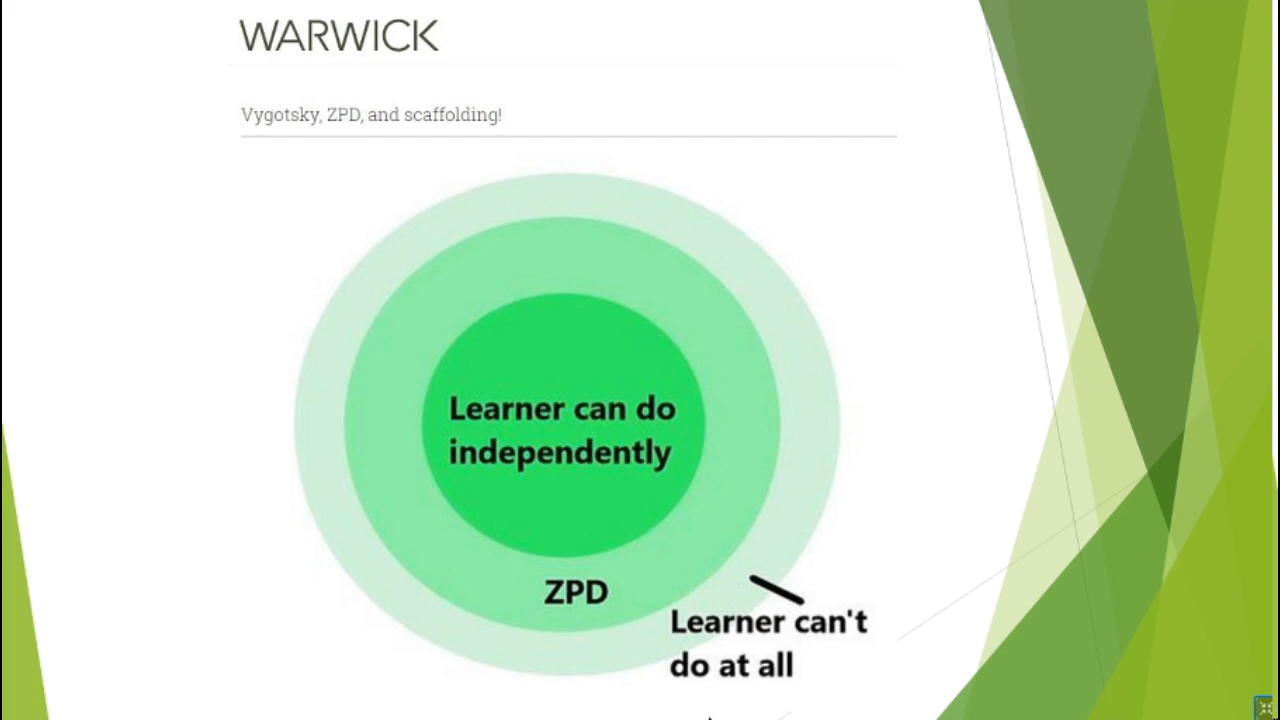 WARWICK
Vygotsky, ZPD, and scaffolding!
Learner can do
independently
ZPD
Learner can't
do at all